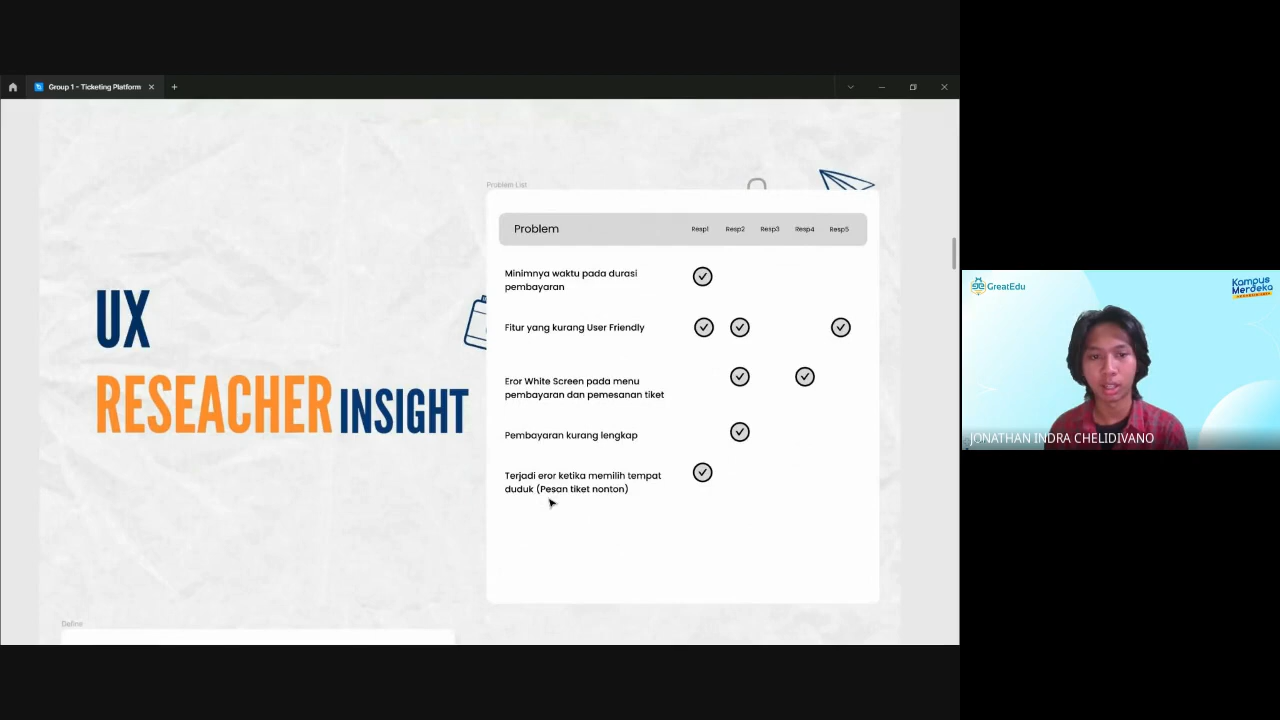 Group 1 - Ticketing Platform
Problem List
Problem
Resp1
Resp2
Resp3
Resp4
Resp5
Minimnya waktu pada durasi
pembayaran
Fitur yang kurang User Friendly
Eror White Screen pada menu
pembayaran dan pemesanan tiket
Pembayaran kurang lengkap
Terjadi eror ketika memilih tempat
duduk (Pesan tiket nonton)
UX
RESEACHER INSIGHT
Define
GreatEdu
Kampus
Merdeka
JONATHAN INDRA CHELIDIVANO